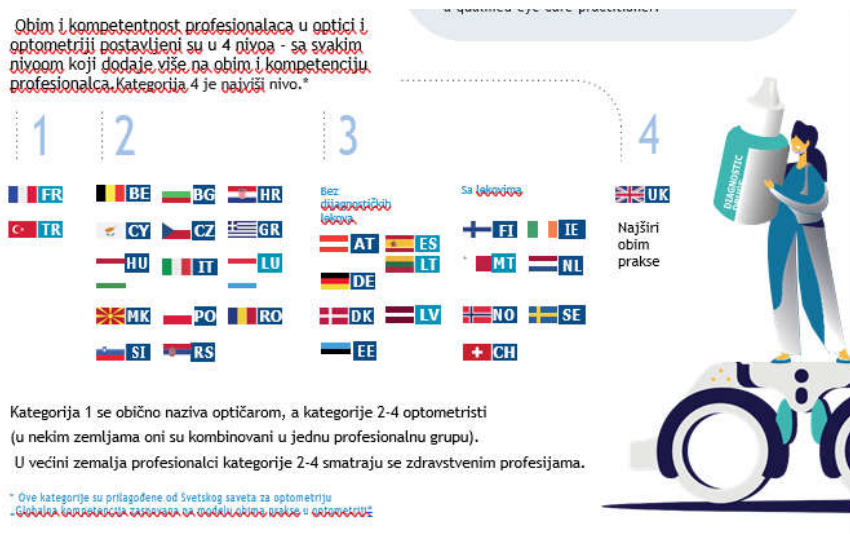 a qualified eye care practitioner.
Obim i kompetentnost profesionalaca u optici i
optometriji postavljeni su u 4 nivoa - sa svakim
nivoom koji dodaje više na obim i kompetenciju
profesionalca.Kategorija 4 je najviši nivo.*
1 2 3 4
FR BE BG HR
Bez
dijagnostičkih
lekova
Sa lekovima
UK
TR CY CZ GR
AT ES FI IE
Najširi
obim
prakse
HU IT LU
LT MT NL
DE
MK PO RO
DK LV NO SE
SI RS
EE CH
DIAGNOSTIC
Kategorija 1 se obično naziva optičarom, a kategorije 2-4 optometristi
(u nekim zemljama oni su kombinovani u jednu profesionalnu grupu).
U većini zemalja profesionalci kategorije 2-4 smatraju se zdravstvenim profesijama.
* Ove kategorije su prilagođene od Svetskog saveta za optometriju
„Globalna kompetencija zasnovana na modelu obima prakse u optometriji“